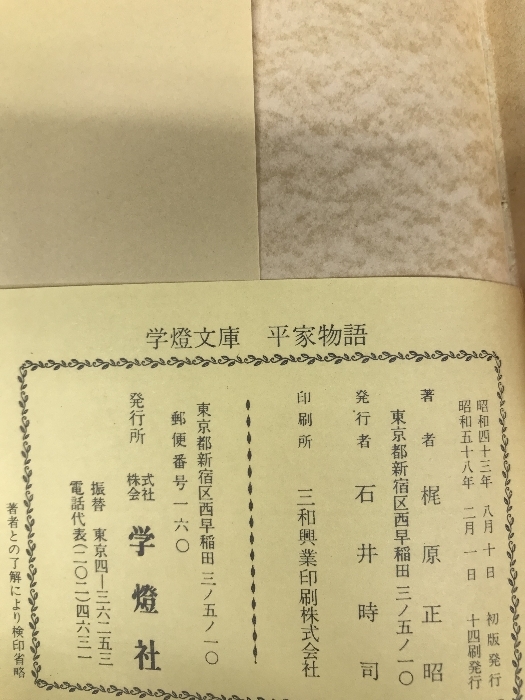 学燈文庫 平家物語
昭和四十三年 八月十日 初版発行
昭和五十八年 二月一日 十四刷発行
著者 梶原正昭
東京都新宿区西早稲田三ノ五ノ一〇
発行者 石井時司
印刷所 三和興業印刷株式会社
東京都新宿区西早稲田三ノ五ノ一〇
郵便番号一六〇
発行所 株式会社 学燈社
振替 東京四―三六二五三
電話代表(二〇二)四六三一
著者との了解により検印省略